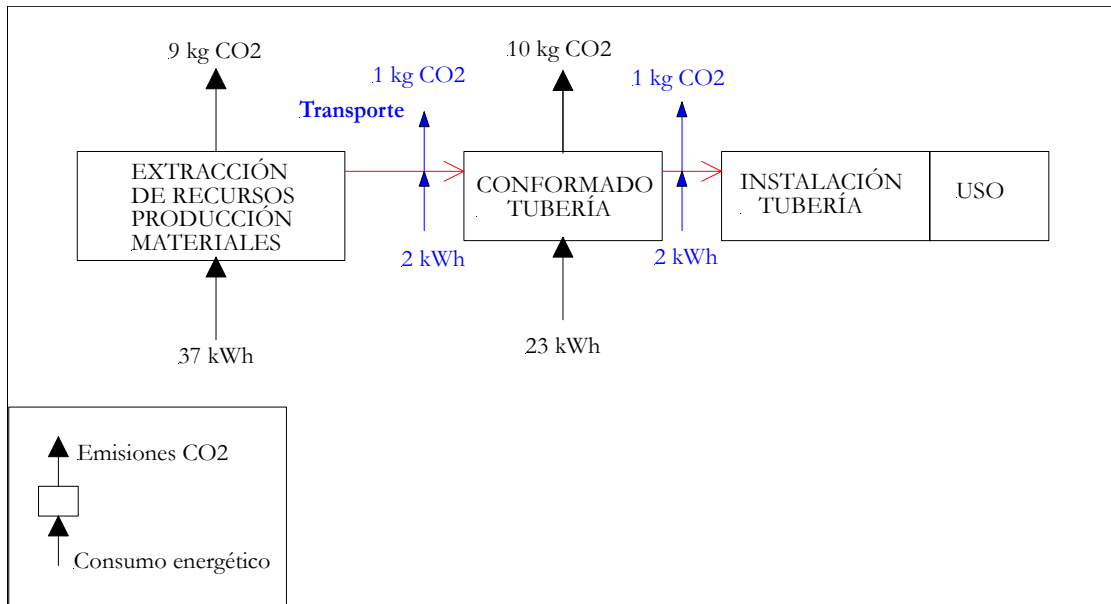 9 kg CO2
10 kg CO2
1 kg CO2
1 kg CO2
Transporte
EXTRACCIÓN
DE RECURSOS
PRODUCCIÓN
MATERIALES
CONFORMADO
TUBERÍA
INSTALACIÓN
TUBERÍA
USO
2 kWh
2 kWh
37 kWh
23 kWh
Emisiones CO2
Consumo energético